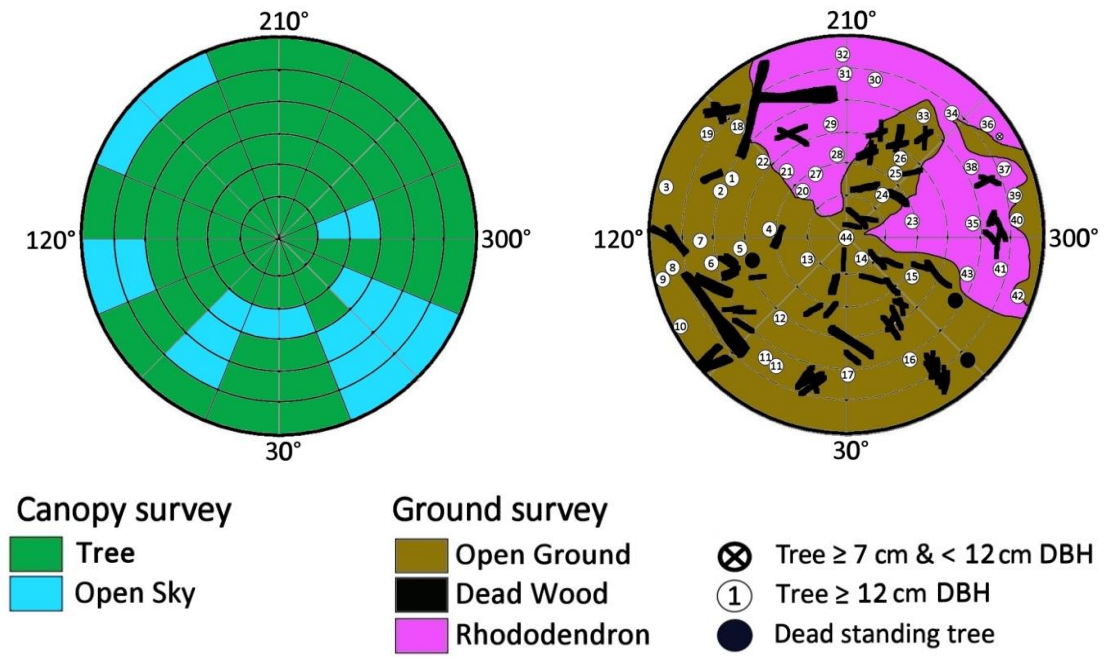 210° 210°
32
31 30
33 34 36
19 18 29
28 26 38 37
22 21 27 25
3 1 2 20 24 39
23 35 40
120° 300° 120° 7 5 4 44 300°
8 6 13 14 41
9 15 43
42
10 12
11 11 16
17
30° 30°
Canopy survey
Tree
Open Sky
Ground survey
Open Ground
Dead Wood
Rhododendron
Tree ≥ 7 cm & < 12 cm DBH
1 Tree ≥ 12 cm DBH
Dead standing tree